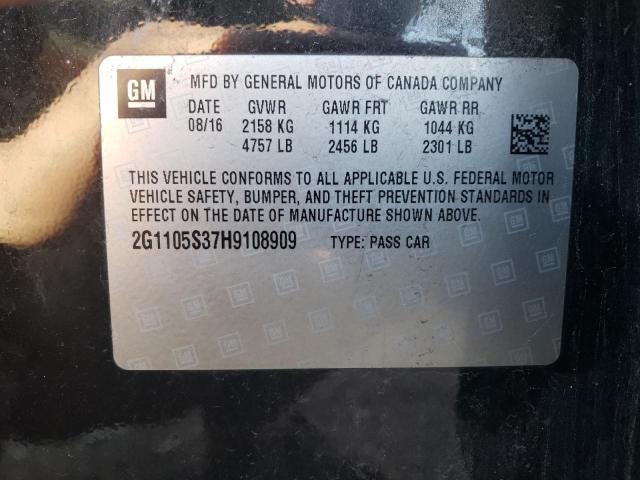 GM MFD BY GENERAL MOTORS OF CANADA COMPANY
DATE GVWR GAWR FRT GAWR RR
08/16 2158 KG 1114 KG 1044 KG
4757 LB 2456 LB 2301 LB
THIS VEHICLE CONFORMS TO ALL APPLICABLE U.S. FEDERAL MOTOR
VEHICLE SAFETY, BUMPER, AND THEFT PREVENTION STANDARDS IN
EFFECT ON THE DATE OF MANUFACTURE SHOWN ABOVE.
2G1105S37H9108909 TYPE: PASS CAR